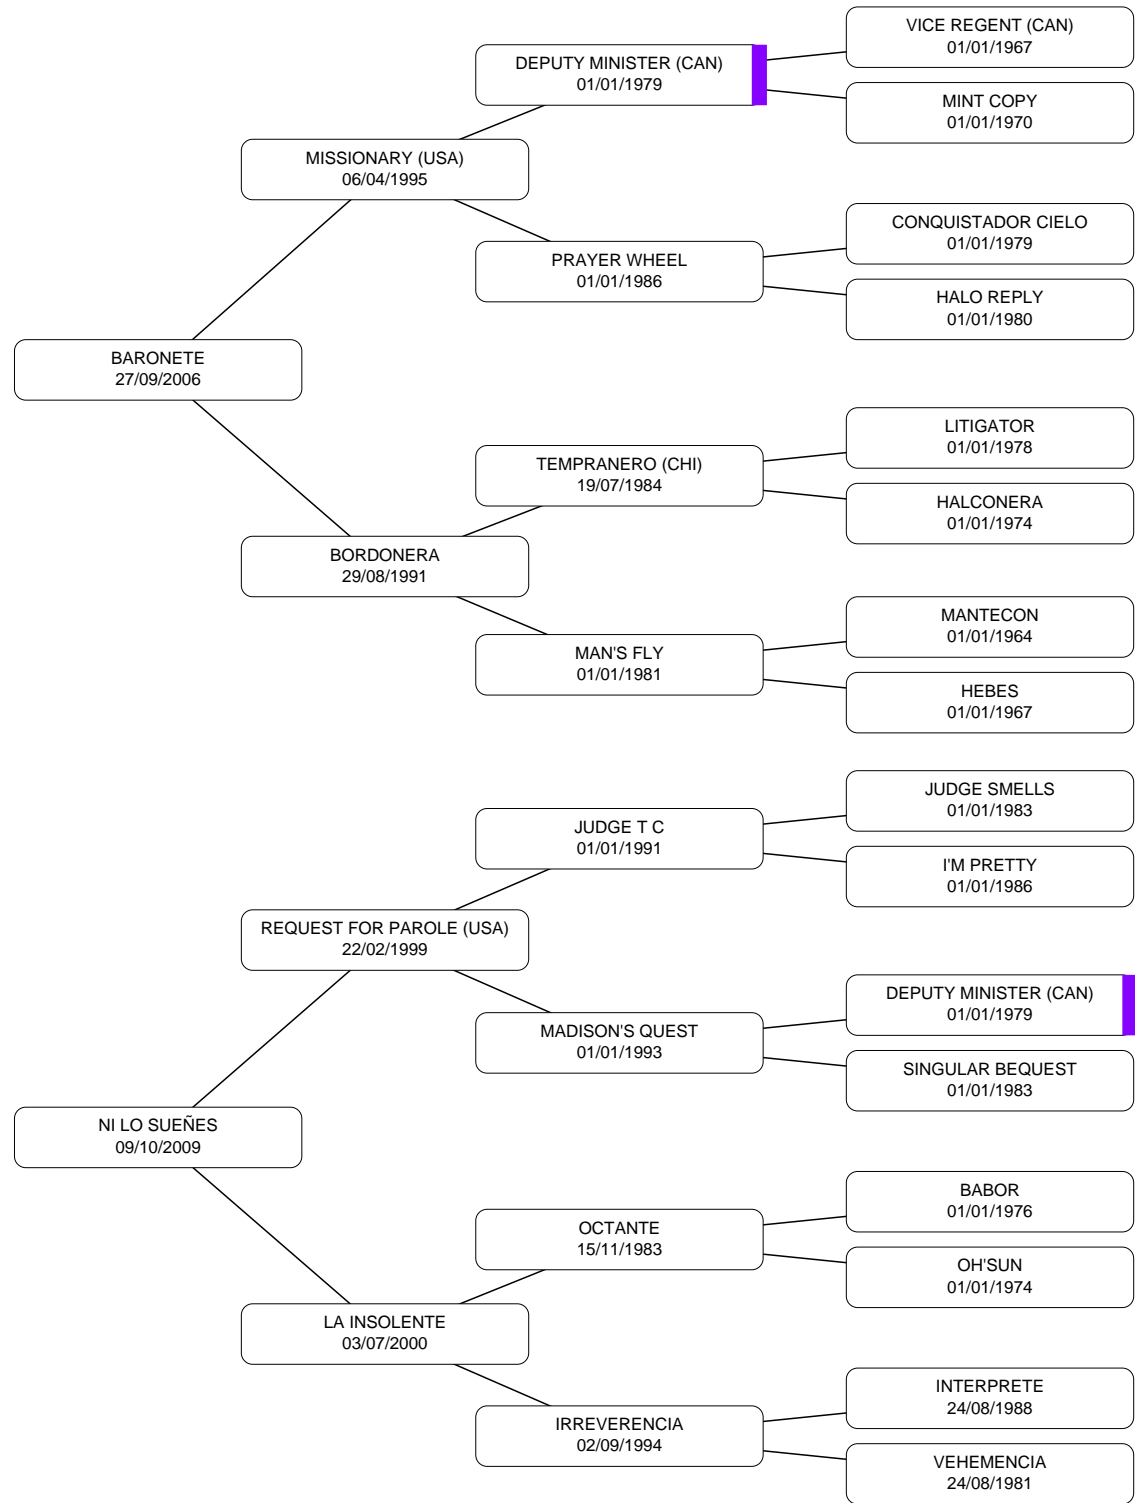 VICE REGENT (CAN)
01/01/1967
DEPUTY MINISTER (CAN)
01/01/1979
MINT COPY
01/01/1970
MISSIONARY (USA)
06/04/1995
CONQUISTADOR CIELO
01/01/1979
PRAYER WHEEL
01/01/1986
HALO REPLY
01/01/1980
BARONETE
27/09/2006
LITIGATOR
01/01/1978
TEMPRANERO (CHI)
19/07/1984
HALCONERA
01/01/1974
BORDONERA
29/08/1991
MANTECON
01/01/1964
MAN'S FLY
01/01/1981
HEBES
01/01/1967
JUDGE SMELLS
01/01/1983
JUDGE T C
01/01/1991
I'M PRETTY
01/01/1986
REQUEST FOR PAROLE (USA)
22/02/1999
DEPUTY MINISTER (CAN)
01/01/1979
MADISON'S QUEST
01/01/1993
SINGULAR BEQUEST
01/01/1983
NI LO SUEÑES
09/10/2009
BABOR
01/01/1976
OCTANTE
15/11/1983
OH'SUN
01/01/1974
LA INSOLENTE
03/07/2000
INTERPRETE
24/08/1988
IRREVERENCIA
02/09/1994
VEHEMENCIA
24/08/1981